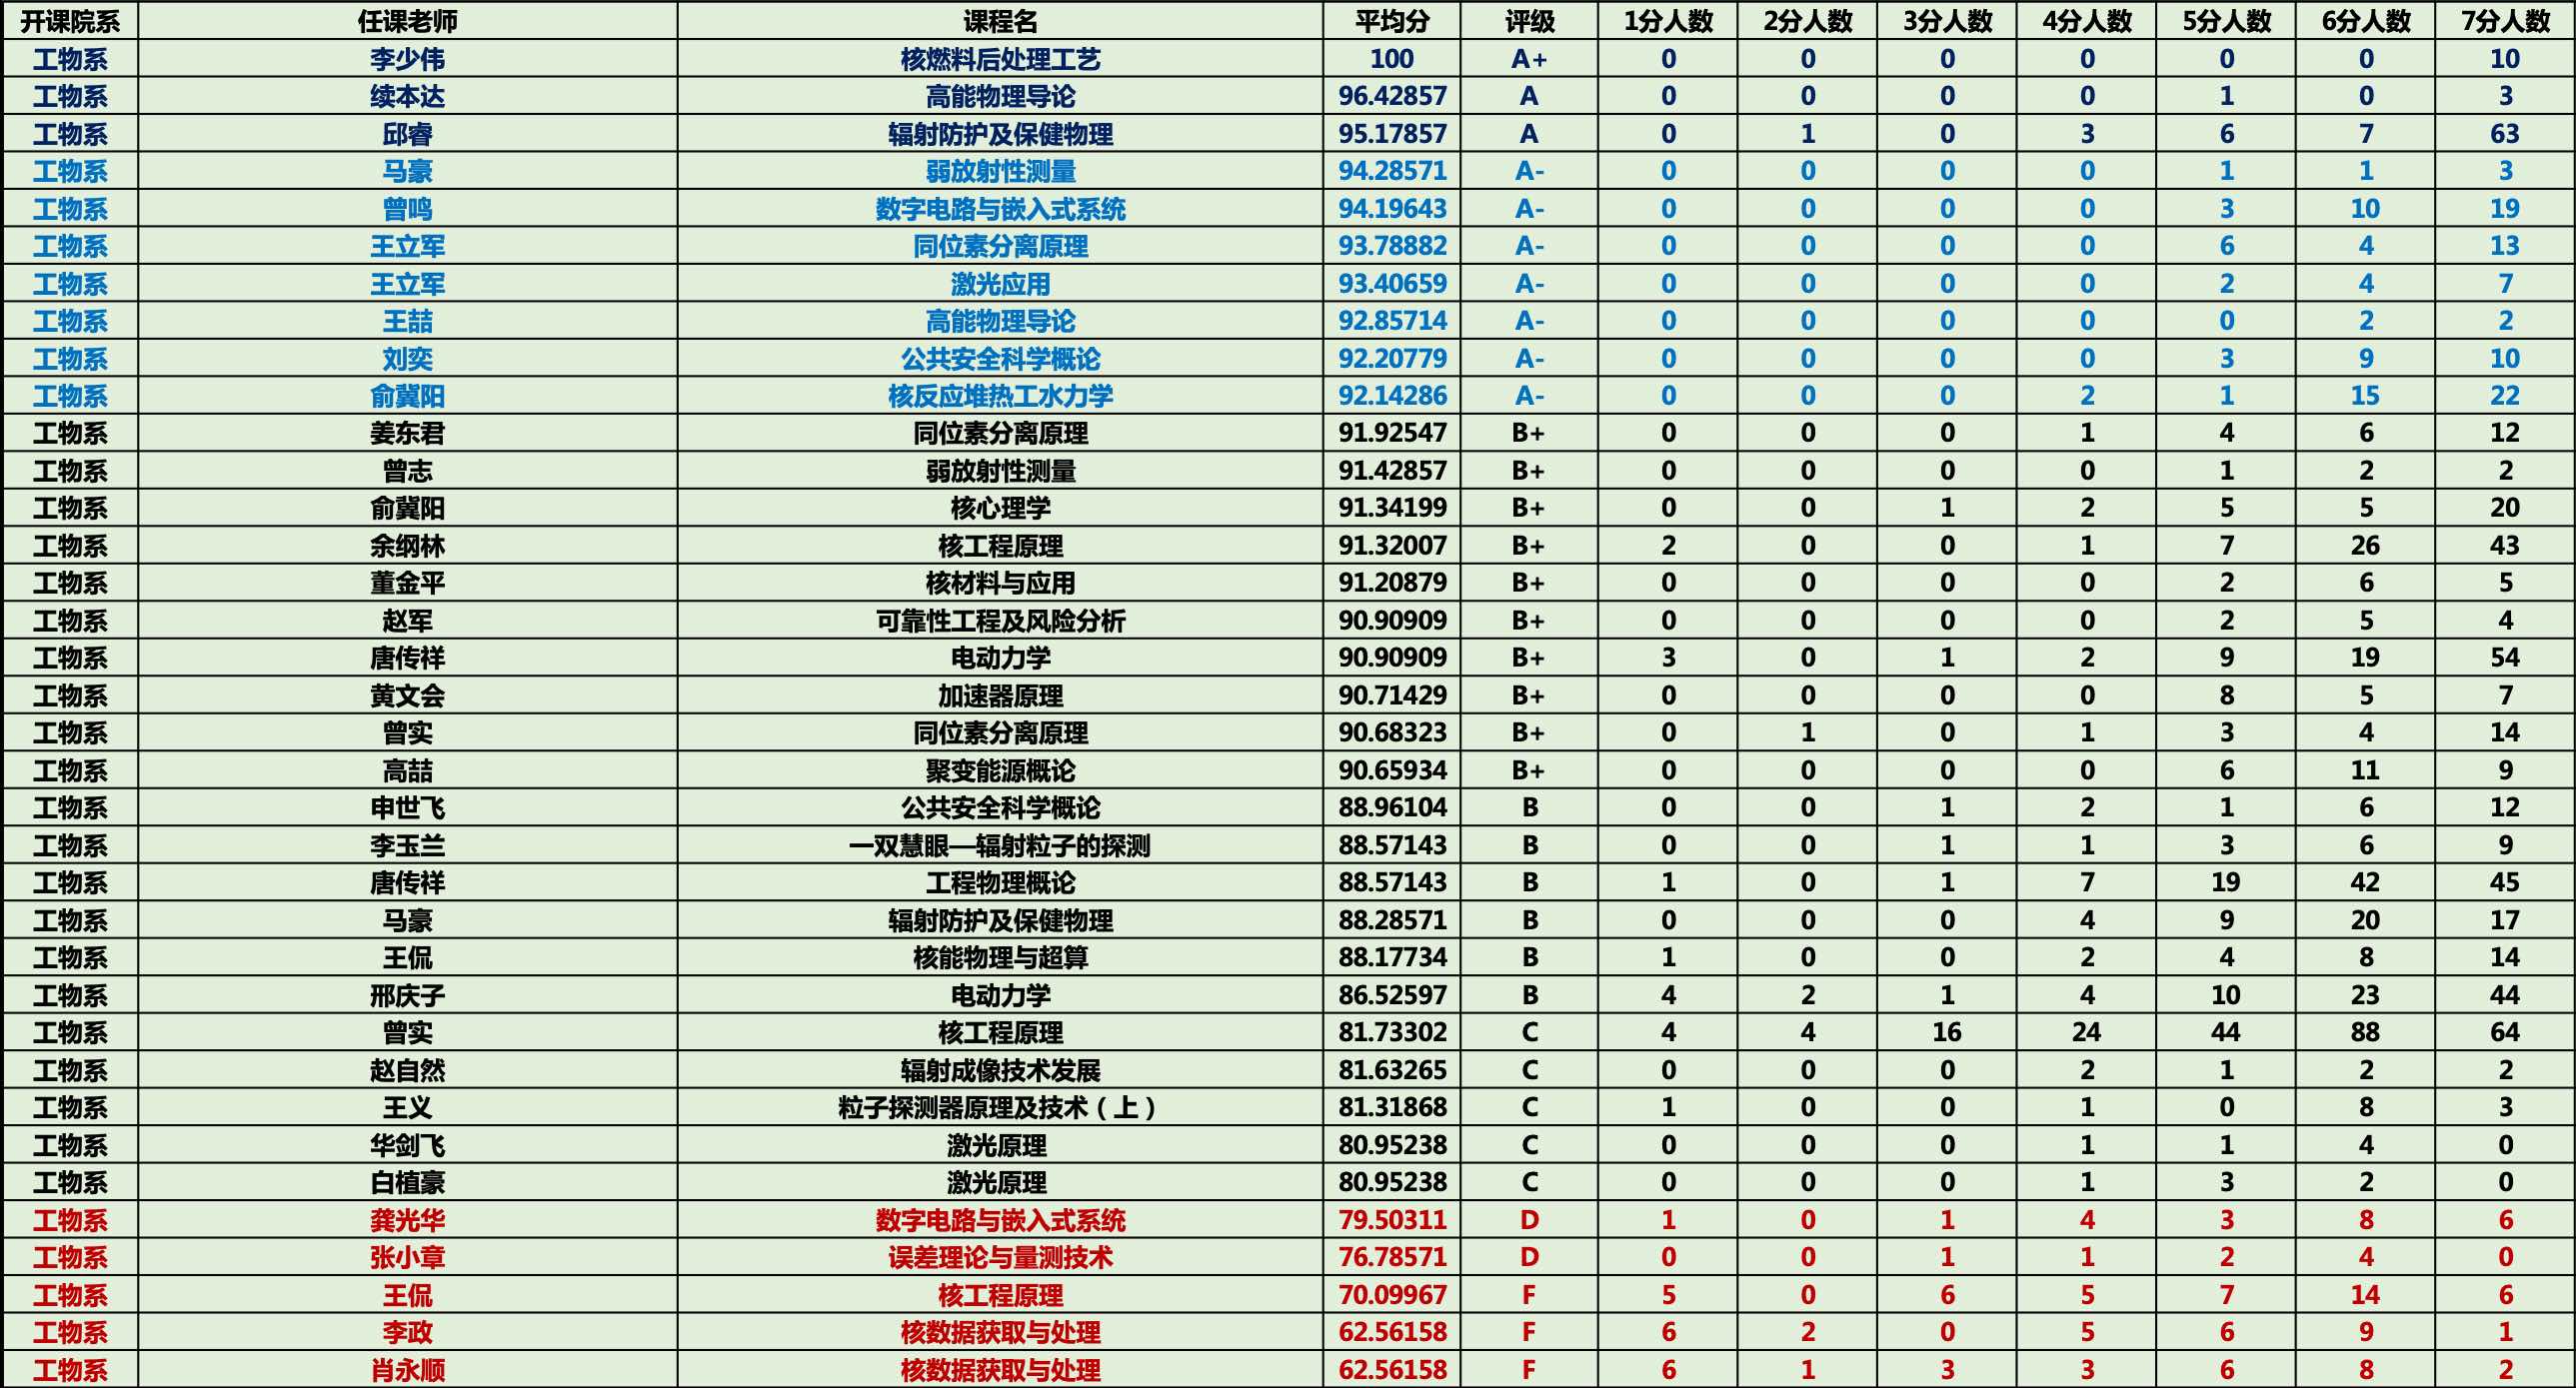 开课院系 任课老师 课程名 平均分 评级 1分人数 2分人数 3分人数 4分人数 5分人数 6分人数 7分人数
工物系 李少伟 核燃料后处理工艺 100 A+ 0 0 0 0 0 0 10
工物系 续本达 高能物理导论 96.42857 A 0 0 0 0 1 0 3
工物系 邱睿 辐射防护及保健物理 95.17857 A 0 1 0 3 6 7 63
工物系 马豪 弱放射性测量 94.28571 A- 0 0 0 0 1 1 3
工物系 曾鸣 数字电路与嵌入式系统 94.19643 A- 0 0 0 0 3 10 19
工物系 王立军 同位素分离原理 93.78882 A- 0 0 0 0 6 4 13
工物系 王立军 激光应用 93.40659 A- 0 0 0 0 2 4 7
工物系 王喆 高能物理导论 92.85714 A- 0 0 0 0 0 2 2
工物系 刘奕 公共安全科学概论 92.20779 A- 0 0 0 0 3 9 10
工物系 俞冀阳 核反应堆热工水力学 92.14286 A- 0 0 0 2 1 15 22
工物系 姜东君 同位素分离原理 91.92547 B+ 0 0 0 1 4 6 12
工物系 曾志 弱放射性测量 91.42857 B+ 0 0 0 0 1 2 2
工物系 俞冀阳 核心理学 91.34199 B+ 0 0 1 2 5 5 20
工物系 余纲林 核工程原理 91.32007 B+ 2 0 0 1 7 26 43
工物系 董金平 核材料与应用 91.20879 B+ 0 0 0 0 2 6 5
工物系 赵军 可靠性工程及风险分析 90.90909 B+ 0 0 0 0 2 5 4
工物系 唐传祥 电动力学 90.90909 B+ 3 0 1 2 9 19 54
工物系 黄文会 加速器原理 90.71429 B+ 0 0 0 0 8 5 7
工物系 曾实 同位素分离原理 90.68323 B+ 0 1 0 1 3 4 14
工物系 高喆 聚变能源概论 90.65934 B+ 0 0 0 0 6 11 9
工物系 申世飞 公共安全科学概论 88.96104 B 0 0 1 2 1 6 12
工物系 李玉兰 一双慧眼—辐射粒子的探测 88.57143 B 0 0 1 1 3 6 9
工物系 唐传祥 工程物理概论 88.57143 B 1 0 1 7 19 42 45
工物系 马豪 辐射防护及保健物理 88.28571 B 0 0 0 4 9 20 17
工物系 王侃 核能物理与超算 88.17734 B 1 0 0 2 4 8 14
工物系 邢庆子 电动力学 86.52597 B 4 2 1 4 10 23 44
工物系 曾实 核工程原理 81.73302 C 4 4 16 24 44 88 64
工物系 赵自然 辐射成像技术发展 81.63265 C 0 0 0 2 1 2 2
工物系 王义 粒子探测器原理及技术（上） 81.31868 C 1 0 0 1 0 8 3
工物系 华剑飞 激光原理 80.95238 C 0 0 0 1 1 4 0
工物系 白植豪 激光原理 80.95238 C 0 0 0 1 3 2 0
工物系 龚光华 数字电路与嵌入式系统 79.50311 D 1 0 1 4 3 8 6
工物系 张小章 误差理论与量测技术 76.78571 D 0 0 1 1 2 4 0
工物系 王侃 核工程原理 70.09967 F 5 0 6 5 7 14 6
工物系 李政 核数据获取与处理 62.56158 F 6 2 0 5 6 9 1
工物系 肖永顺 核数据获取与处理 62.56158 F 6 1 3 3 6 8 2